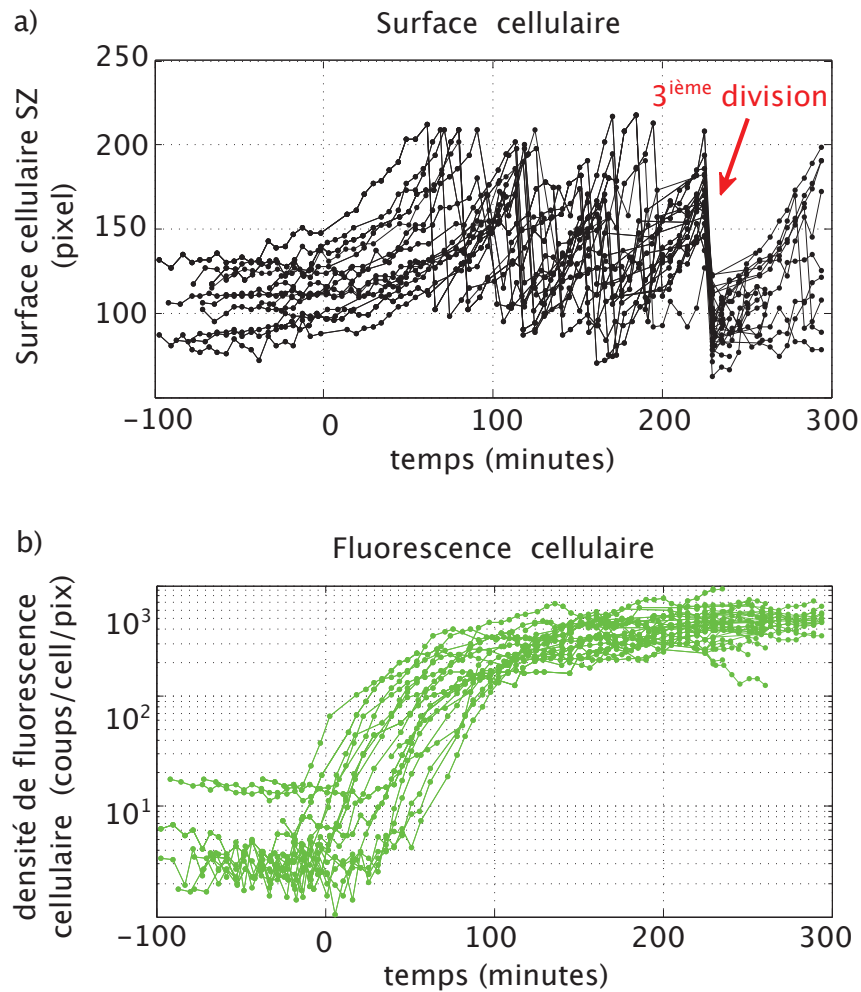 a)
Surface cellulaire
Surface cellulaire SZ
(pixel)
250
200
150
100
3ième division
−100
0
100
200
300
temps (minutes)
b)
Fluorescence cellulaire
densité de fluorescence
cellulaire (coups/cell/pix)
10³
10²
10¹
−100
0
100
200
300
temps (minutes)